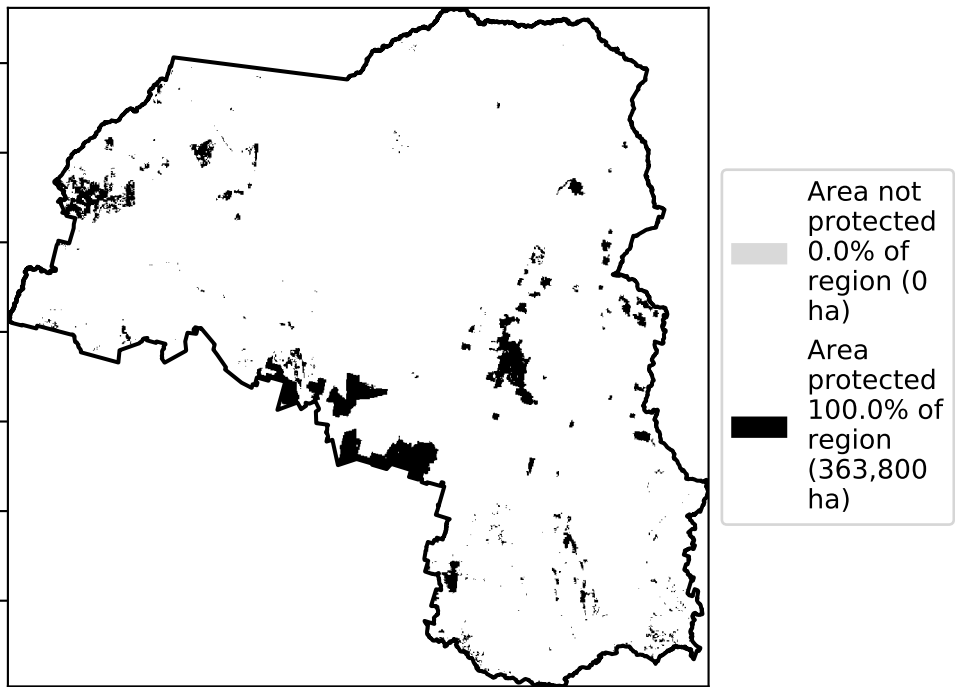 Area not
protected
0.0% of
region (0
ha)
Area
protected
100.0% of
region
(363,800
ha)